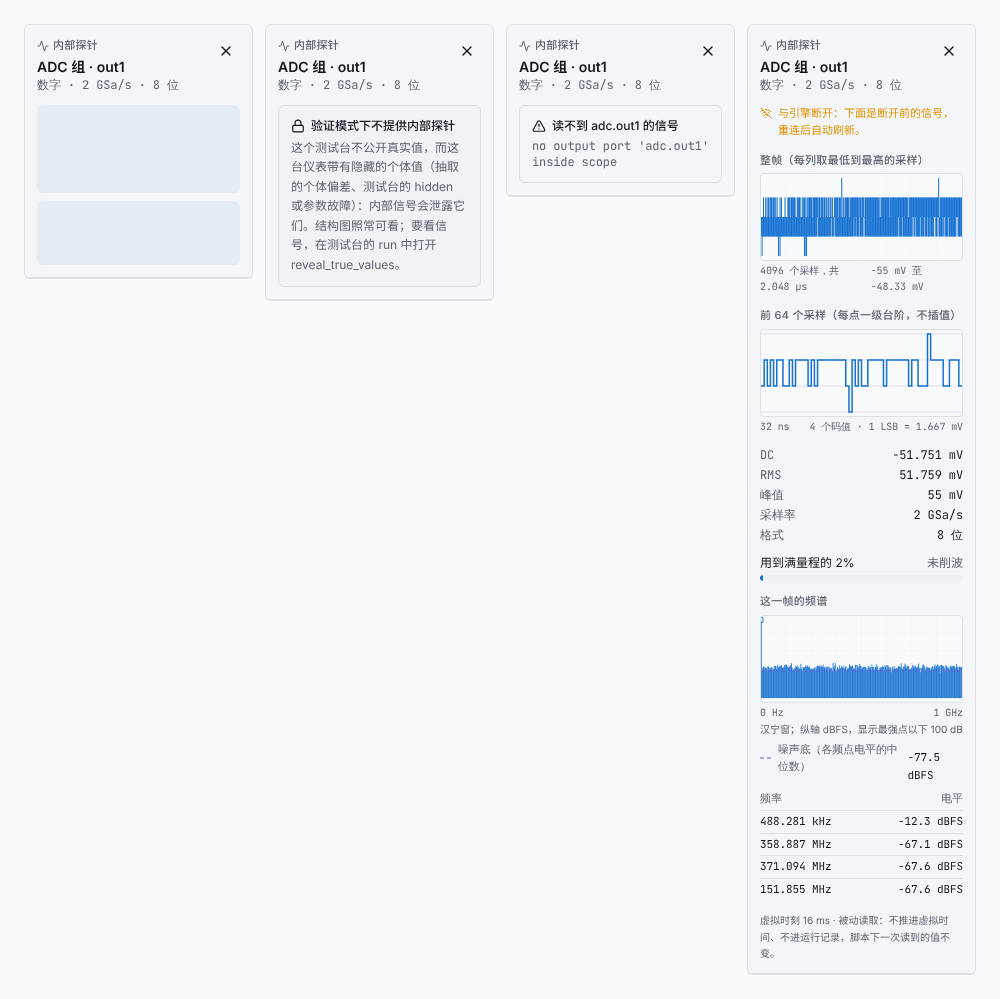 内部探针
ADC 组 · out1
数字 · 2 GSa/s · 8 位
内部探针
ADC 组 · out1
数字 · 2 GSa/s · 8 位
验证模式下不提供内部探针
这个测试台不公开真实值，而这
台仪表带有隐藏的个体值（抽取
的个体偏差、测试台的 hidden
或参数故障）：内部信号会泄露它
们。结构图照常可看；要看信
号，在测试台的 run 中打开
reveal_true_values。
内部探针
ADC 组 · out1
数字 · 2 GSa/s · 8 位
读不到 adc.out1 的信号
no output port 'adc.out1'
inside scope
内部探针
ADC 组 · out1
数字 · 2 GSa/s · 8 位
与引擎断开：下面是断开前的信号，
重连后自动刷新。
整帧（每列取最低到最高的采样）
4096 个采样，共
2.048 µs
-55 mV 至
-48.33 mV
前 64 个采样（每点一级台阶，不插值）
32 ns 4 个码值 · 1 LSB = 1.667 mV
DC -51.751 mV
RMS 51.759 mV
峰值 55 mV
采样率 2 GSa/s
格式 8 位
用到满量程的 2% 未削波
这一帧的频谱
0 Hz 1 GHz
汉宁窗；纵轴 dBFS，显示最强点以下 100 dB
噪声底（各频点电平的中
位数）
-77.5
dBFS
频率 电平
488.281 kHz -12.3 dBFS
358.887 MHz -67.1 dBFS
371.094 MHz -67.6 dBFS
151.855 MHz -67.6 dBFS
虚拟时刻 16 ms · 被动读取：不推进虚拟时
间、不进运行记录，脚本下一次读到的值不
变。